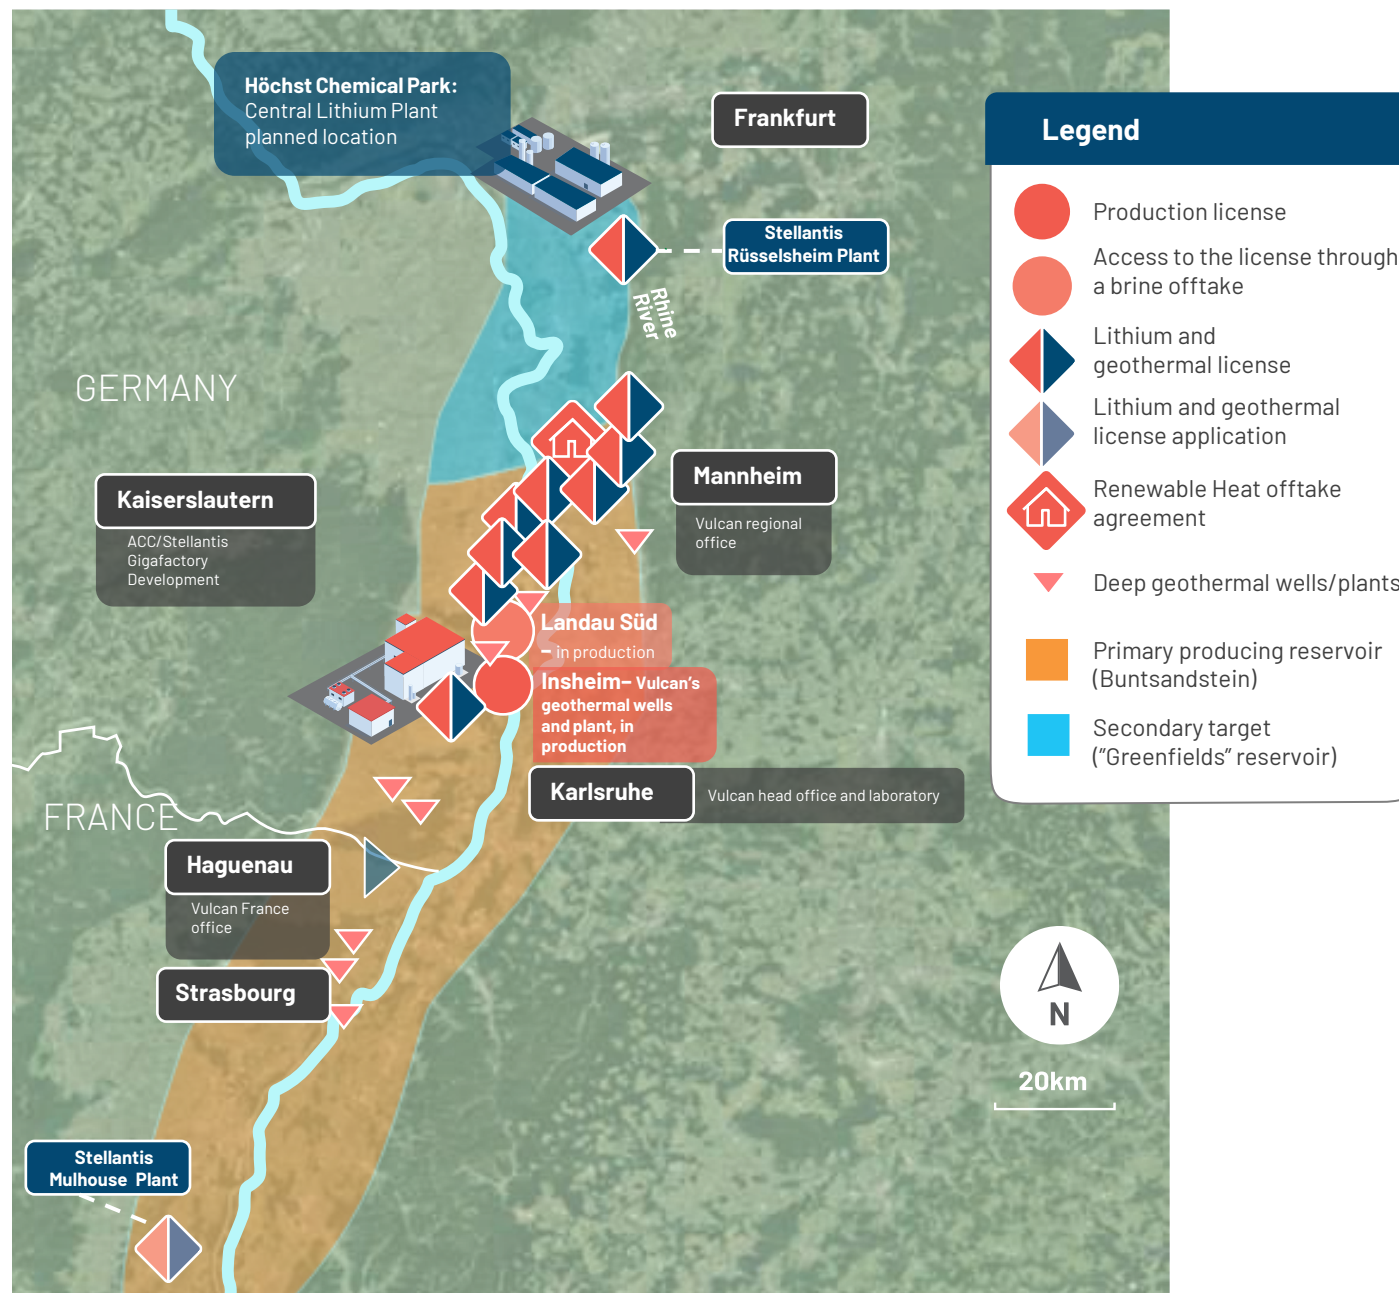 Höchst Chemical Park:
Central Lithium Plant
planned location
Frankfurt
Stellantis
Rüsselsheim Plant
Rhine
River
GERMANY
Kaiserslautern
ACC/Stellantis
Gigafactory
Development
Mannheim
Vulcan regional
office
Landau Süd
– in production
Insheim– Vulcan's
geothermal wells
and plant, in
production
Karlsruhe
Vulcan head office and laboratory
FRANCE
Haguenau
Vulcan France
office
Strasbourg
Stellantis
Mulhouse Plant
Legend
Production license
Access to the license through
a brine offtake
Lithium and
geothermal license
Lithium and geothermal
license application
Renewable Heat offtake
agreement
Deep geothermal wells/plants
Primary producing reservoir
(Buntsandstein)
Secondary target
("Greenfields" reservoir)
N
20km